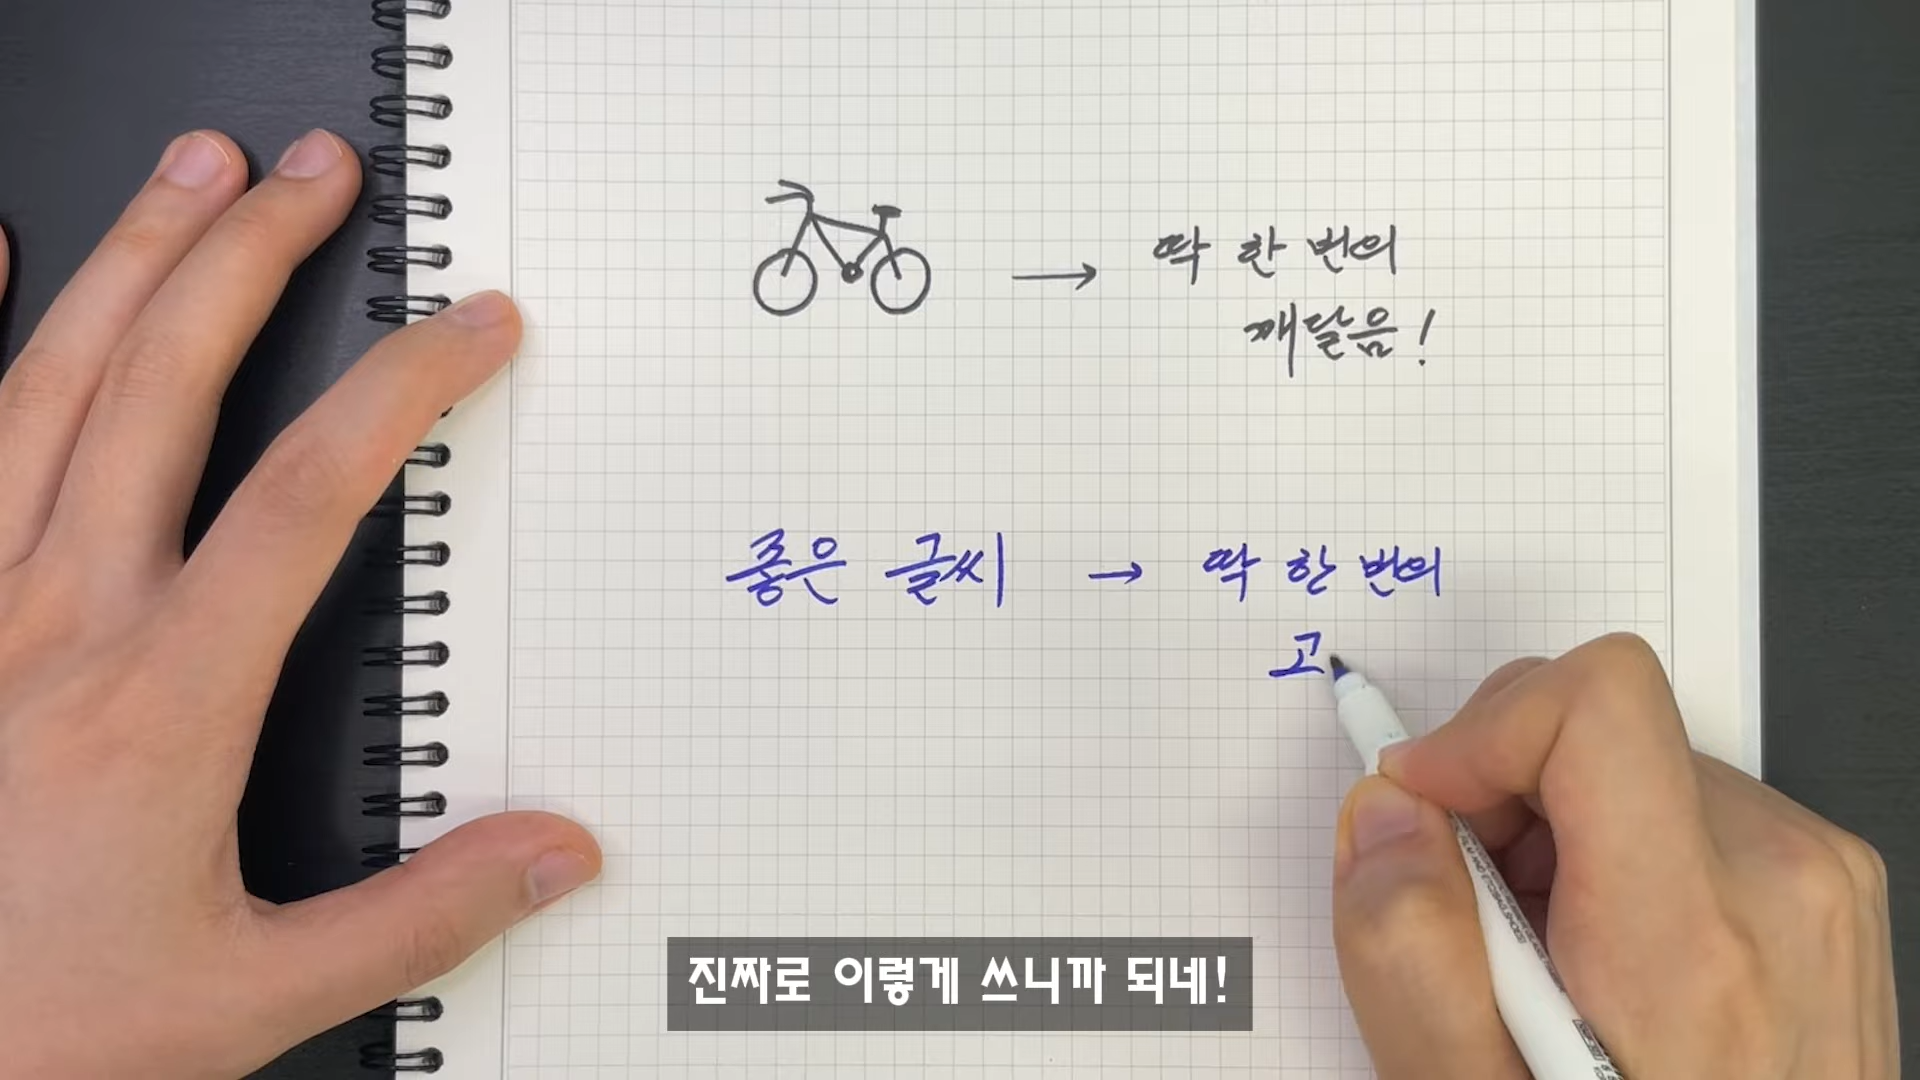 딱 한 번의
깨달음!
좋은 글씨 → 딱 한 번의
고
진짜로 이렇게 쓰니까 되네!